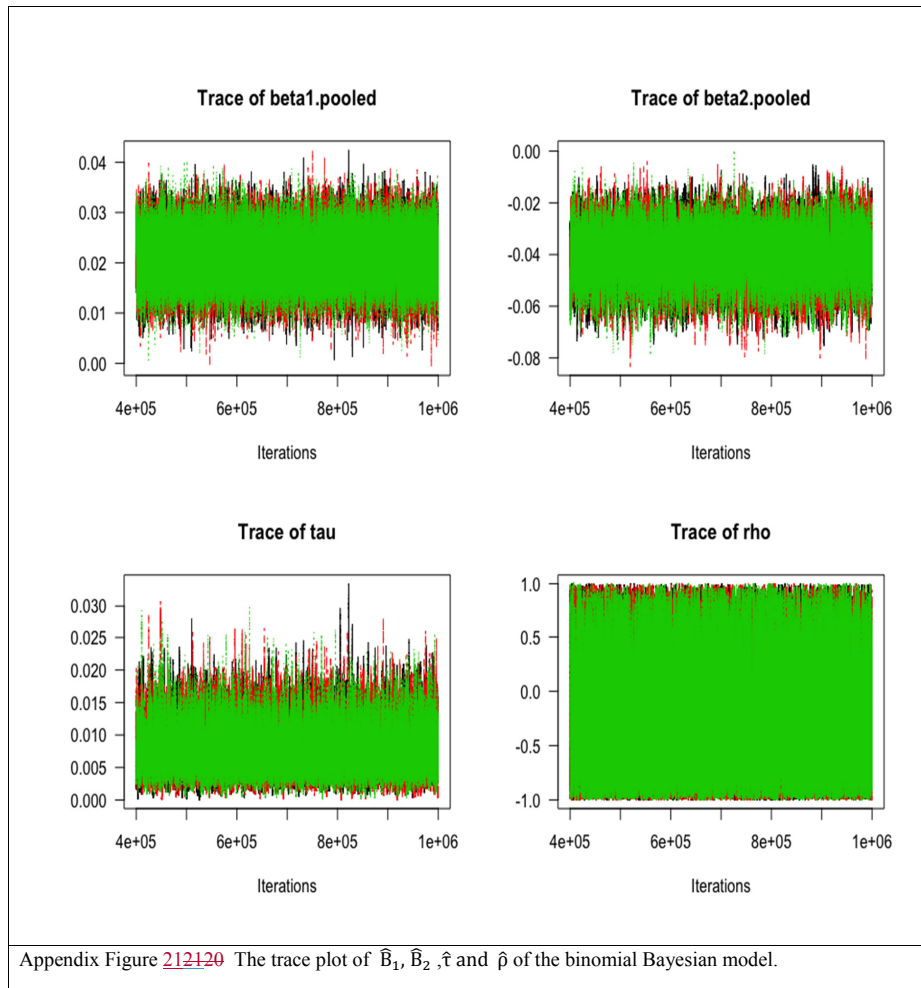 Trace of beta1.pooled
Trace of beta2.pooled
0.04
0.03
0.02
0.01
0.00
4e+05 6e+05 8e+05 1e+06
Iterations
0.00
-0.02
-0.04
-0.06
-0.08
4e+05 6e+05 8e+05 1e+06
Iterations
Trace of tau
Trace of rho
0.030
0.025
0.020
0.015
0.010
0.005
0.000
4e+05 6e+05 8e+05 1e+06
Iterations
1.0
0.5
0.0
-0.5
-1.0
4e+05 6e+05 8e+05 1e+06
Iterations
Appendix Figure 212120 The trace plot of B̂₁, B̂₂ ,τ̂ and ρ̂ of the binomial Bayesian model.